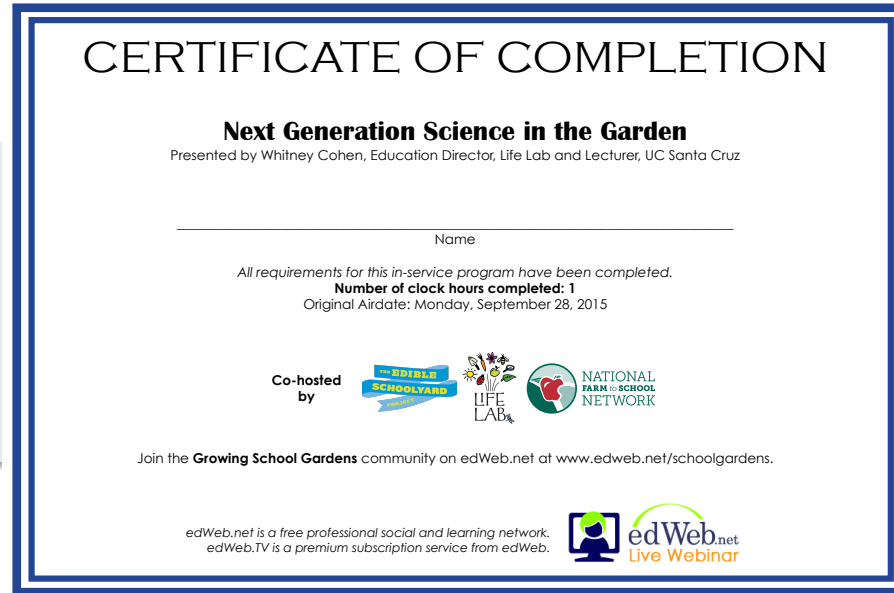 CERTIFICATE OF COMPLETION
Next Generation Science in the Garden
Presented by Whitney Cohen, Education Director, Life Lab and Lecturer, UC Santa Cruz
Name
All requirements for this in-service program have been completed.
Number of clock hours completed: 1
Original Airdate: Monday, September 28, 2015
Co-hosted
by
THE EDIBLE
SCHOOLYARD
PROJECT
LIFE
LAB
NATIONAL
FARM to SCHOOL
NETWORK
Join the Growing School Gardens community on edWeb.net at www.edweb.net/schoolgardens.
edWeb.net is a free professional social and learning network.
edWeb.TV is a premium subscription service from edWeb.
edWeb.net
Live Webinar